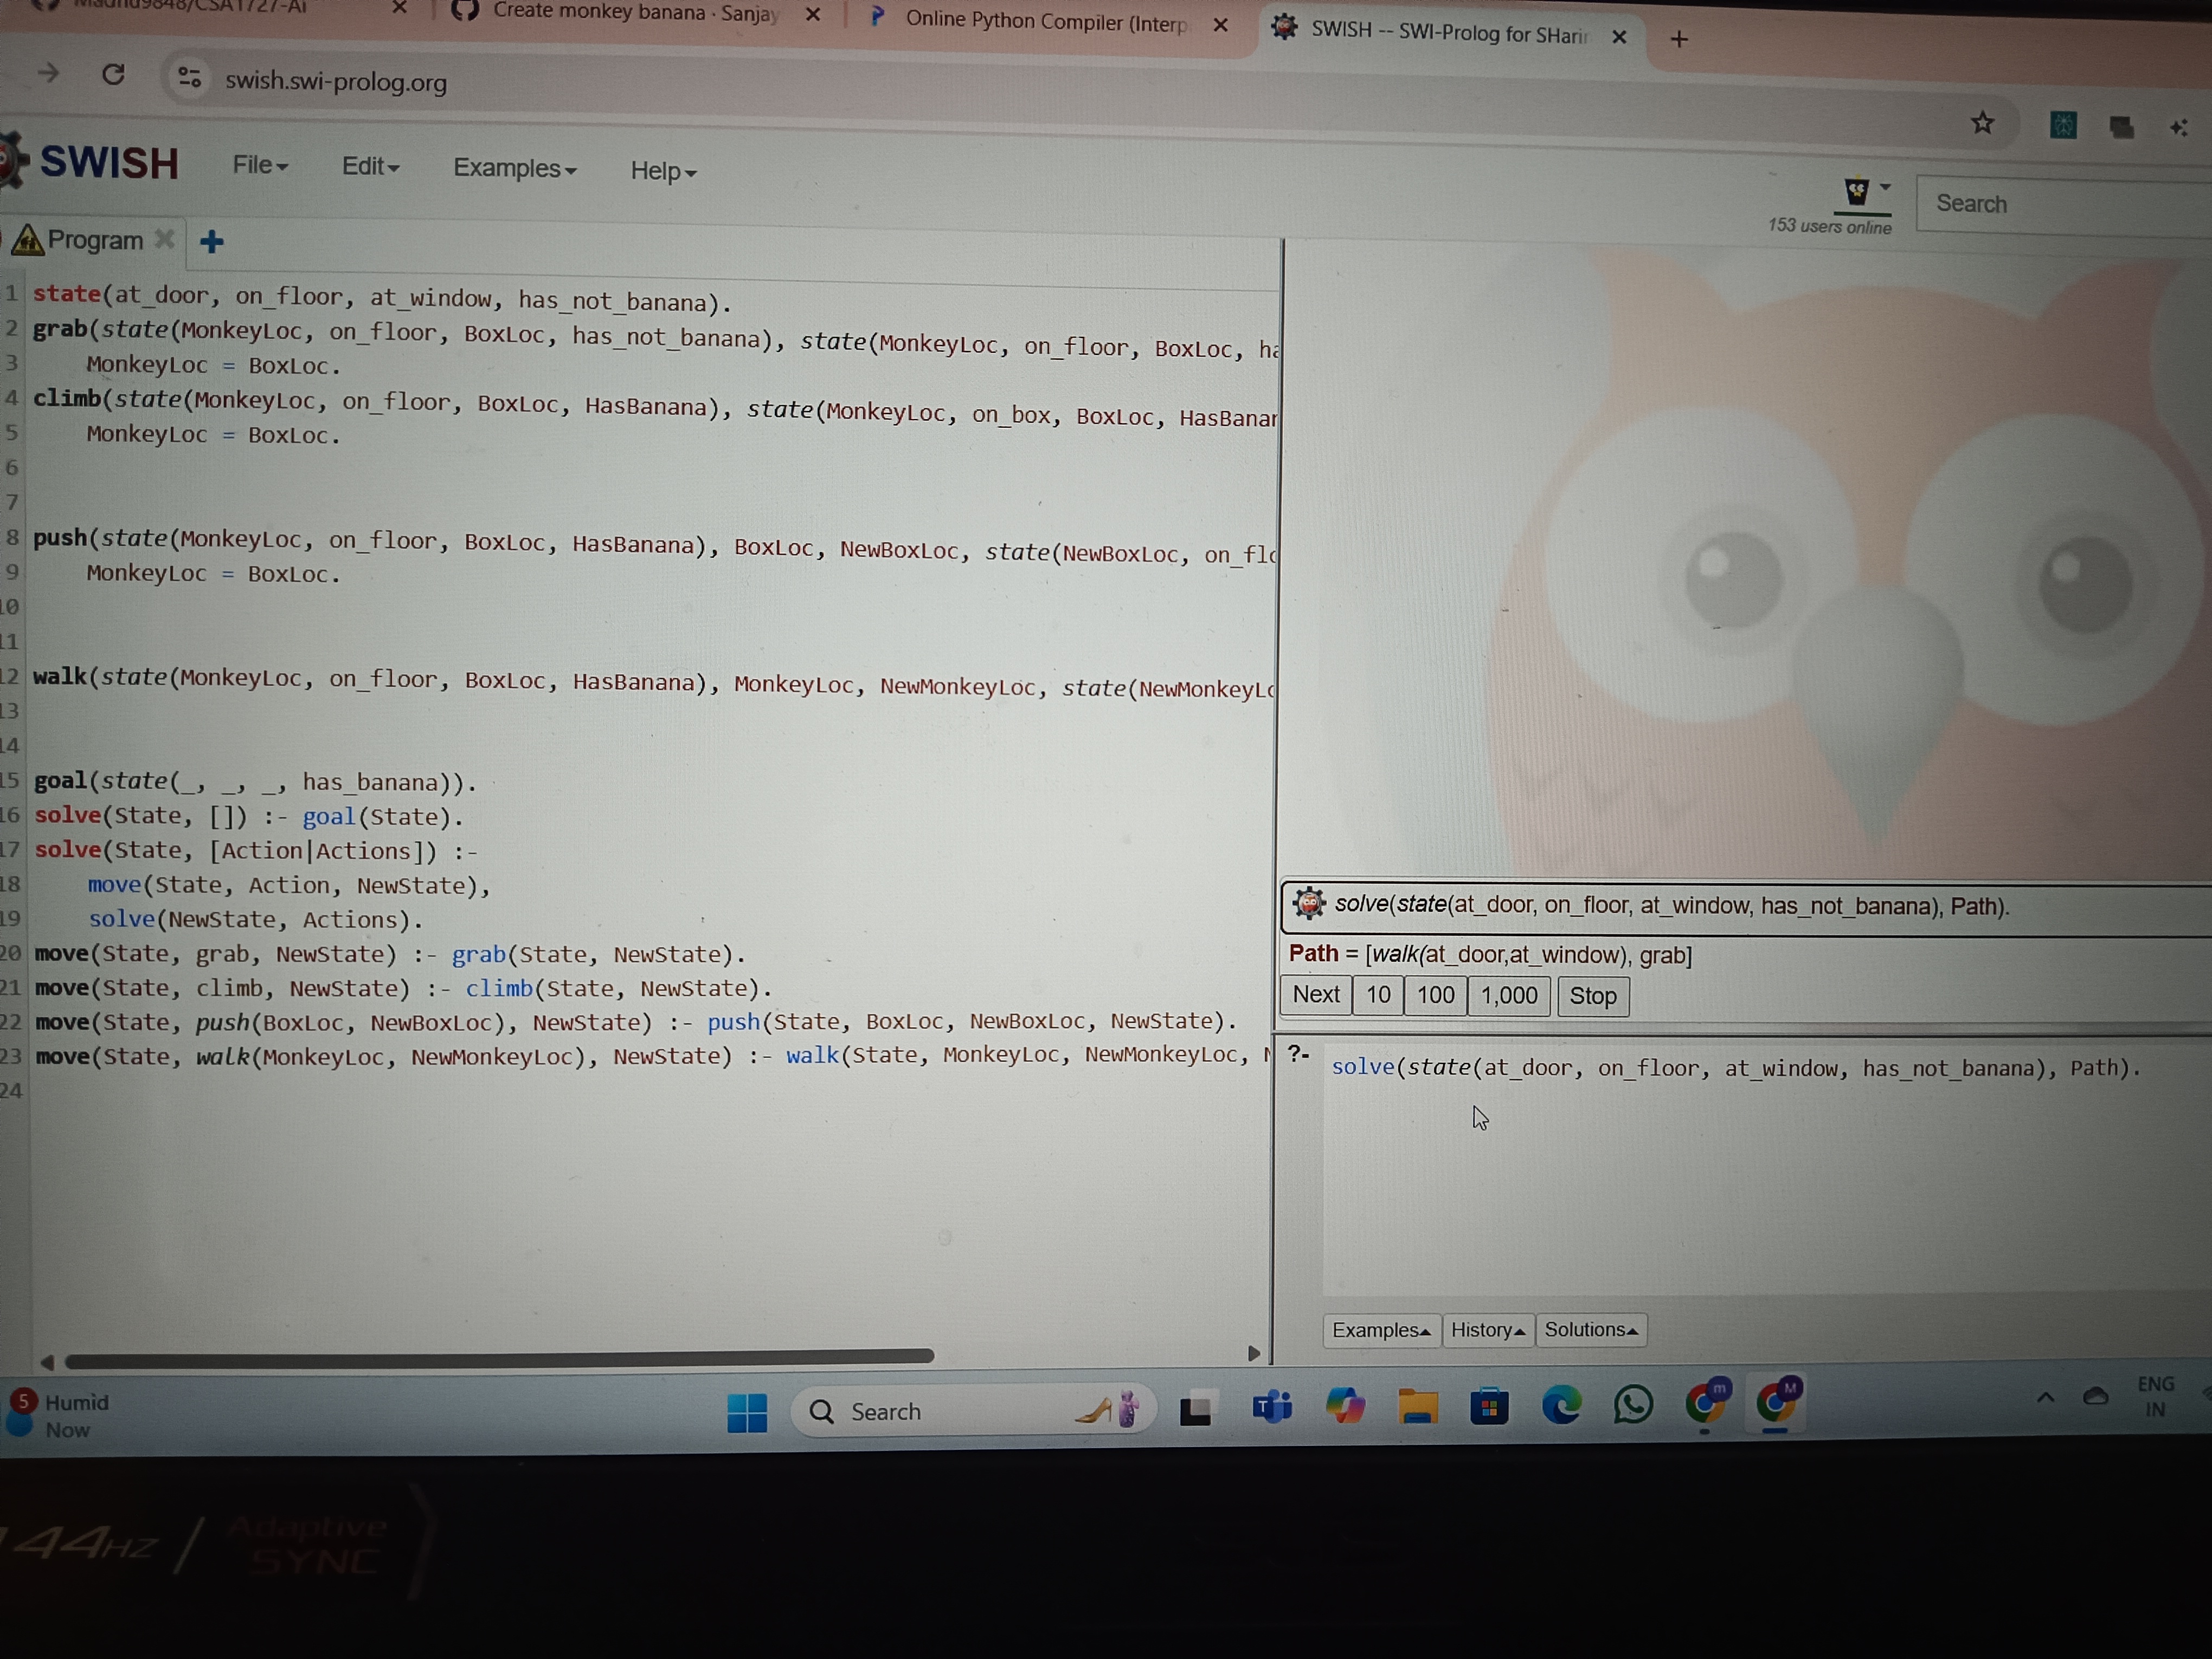 Madhu9848/CSA1727-AI
Create monkey banana · Sanjay
Online Python Compiler (Interp
SWISH -- SWI-Prolog for SHarin
swish.swi-prolog.org
SWISH File Edit Examples Help
153 users online
Search
Program
1 state(at_door, on_floor, at_window, has_not_banana).
2 grab(state(MonkeyLoc, on_floor, BoxLoc, has_not_banana), state(MonkeyLoc, on_floor, BoxLoc, ha
3 MonkeyLoc = BoxLoc.
4 climb(state(MonkeyLoc, on_floor, BoxLoc, HasBanana), state(MonkeyLoc, on_box, BoxLoc, HasBanan
5 MonkeyLoc = BoxLoc.
6
7
8 push(state(MonkeyLoc, on_floor, BoxLoc, HasBanana), BoxLoc, NewBoxLoc, state(NewBoxLoc, on_flo
9 MonkeyLoc = BoxLoc.
10
11
12 walk(state(MonkeyLoc, on_floor, BoxLoc, HasBanana), MonkeyLoc, NewMonkeyLoc, state(NewMonkeyLo
13
14
15 goal(state(_, _, _, has_banana)).
16 solve(State, []) :- goal(State).
17 solve(State, [Action|Actions]) :-
18 move(State, Action, NewState),
19 solve(NewState, Actions).
20 move(State, grab, NewState) :- grab(State, NewState).
21 move(State, climb, NewState) :- climb(State, NewState).
22 move(State, push(BoxLoc, NewBoxLoc), NewState) :- push(State, BoxLoc, NewBoxLoc, NewState).
23 move(State, walk(MonkeyLoc, NewMonkeyLoc), NewState) :- walk(State, MonkeyLoc, NewMonkeyLoc, N
24
solve(state(at_door, on_floor, at_window, has_not_banana), Path).
Path = [walk(at_door,at_window), grab]
Next 10 100 1,000 Stop
?- solve(state(at_door, on_floor, at_window, has_not_banana), Path).
Examples History Solutions
5 Humid
Now
Search
T
m
M
ENG
IN
144HZ / Adaptive
SYNC